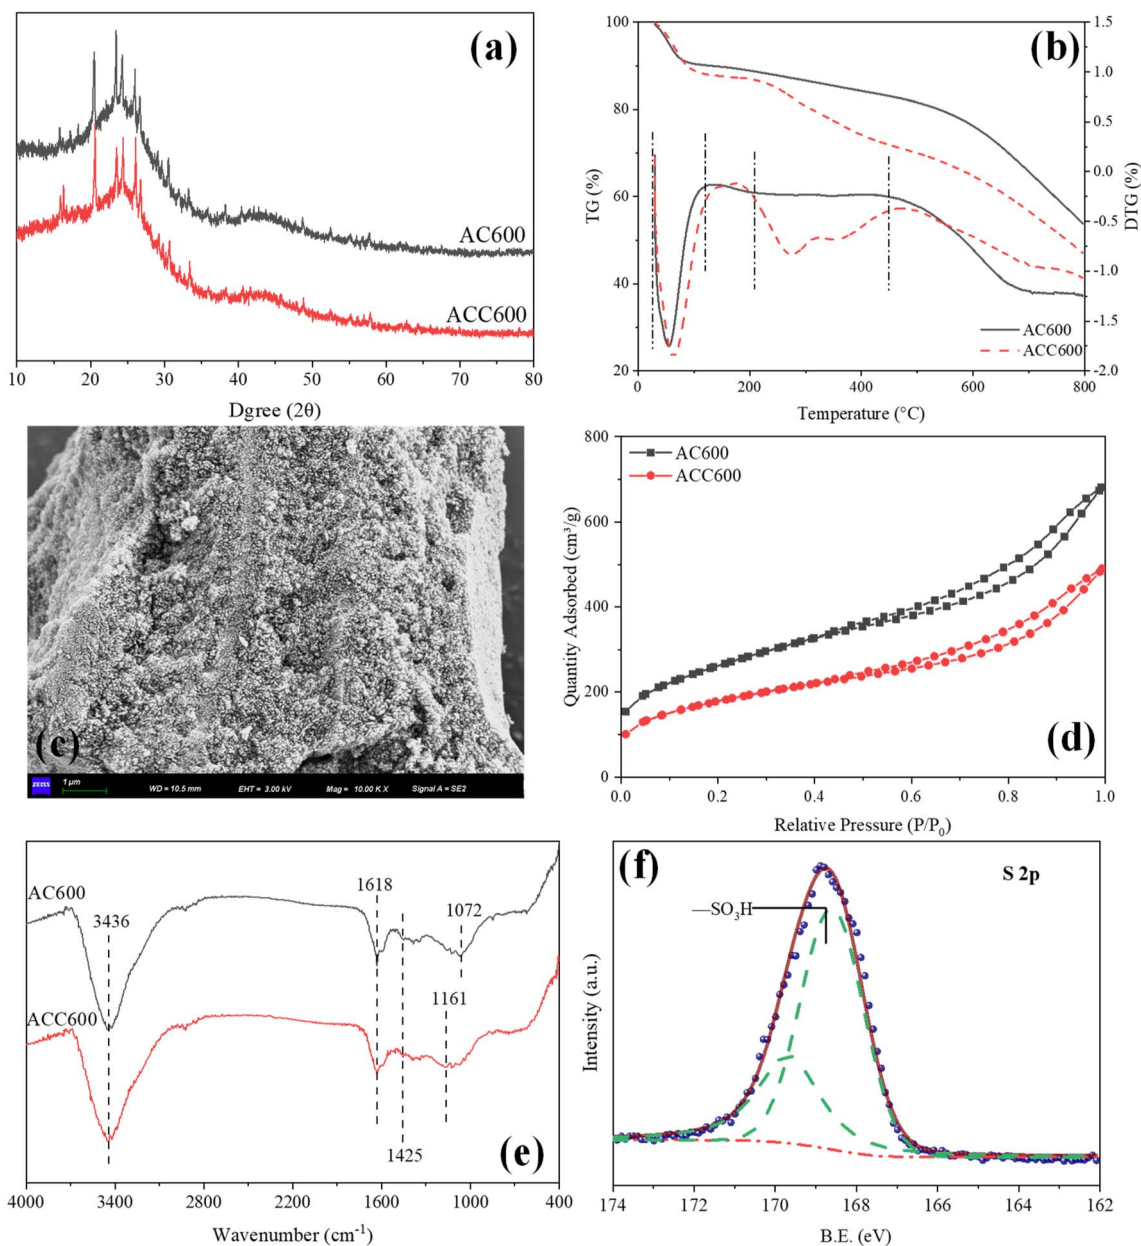 (a)
AC600
ACC600
10 20 30 40 50 60 70 80
Dgree (2θ)
(b)
100
80
60
40
20
TG (%)
1.5
1.0
0.5
0.0
-0.5
-1.0
-1.5
-2.0
DTG (%)
AC600
ACC600
0 200 400 600 800
Temperature (°C)
(c)
ZEISS
1 µm
WD = 10.5 mm EHT = 3.00 kV Mag = 10.00 K X Signal A = SE2
(d)
AC600
ACC600
800
600
400
200
0
Quantity Adsorbed (cm³/g)
0.0 0.2 0.4 0.6 0.8 1.0
Relative Pressure (P/P₀)
AC600
3436
1618
1072
ACC600
1161
1425
(e)
4000 3400 2800 2200 1600 1000 400
Wavenumber (cm⁻¹)
(f)
S 2p
—SO₃H
Intensity (a.u.)
174 172 170 168 166 164 162
B.E. (eV)